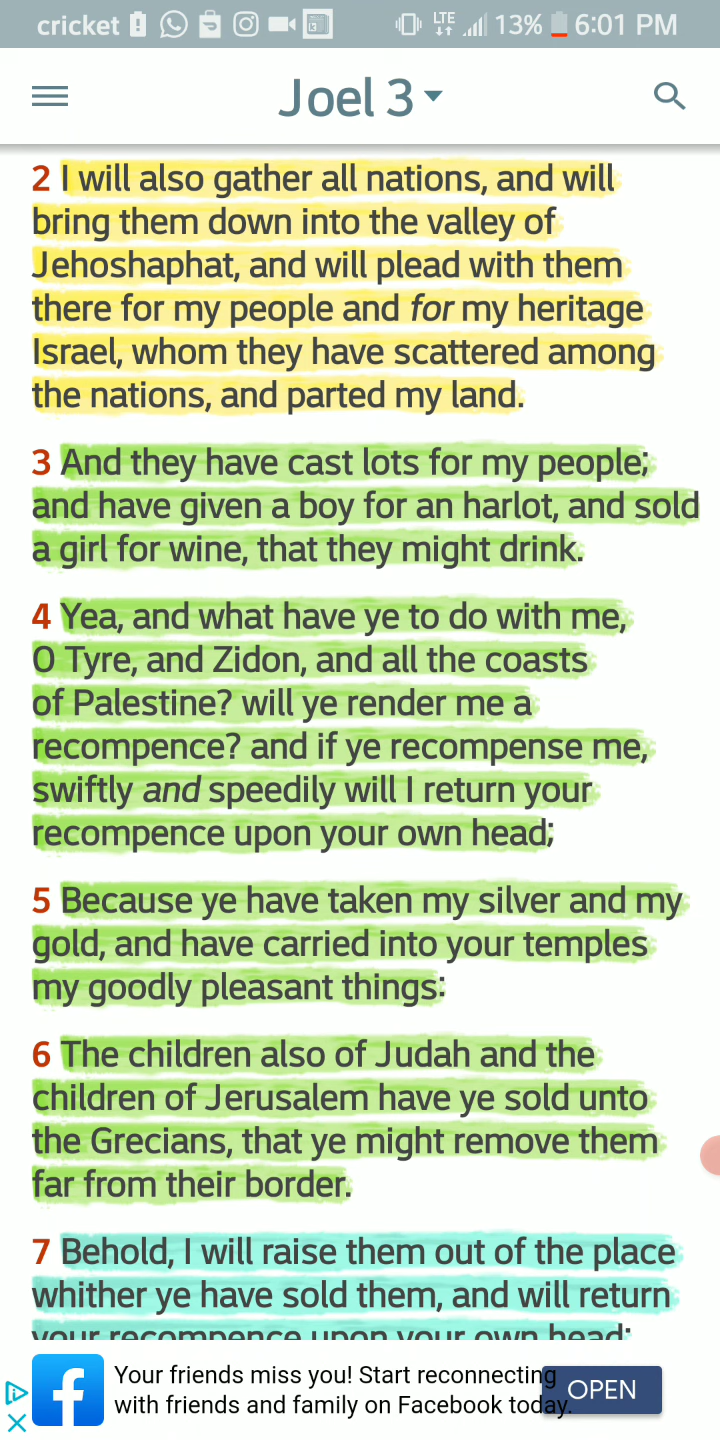 cricket LTE 13% 6:01 PM
Joel 3
2 I will also gather all nations, and will
bring them down into the valley of
Jehoshaphat, and will plead with them
there for my people and for my heritage
Israel, whom they have scattered among
the nations, and parted my land.
3 And they have cast lots for my people;
and have given a boy for an harlot, and sold
a girl for wine, that they might drink.
4 Yea, and what have ye to do with me,
O Tyre, and Zidon, and all the coasts
of Palestine? will ye render me a
recompence? and if ye recompense me,
swiftly and speedily will I return your
recompence upon your own head;
5 Because ye have taken my silver and my
gold, and have carried into your temples
my goodly pleasant things:
6 The children also of Judah and the
children of Jerusalem have ye sold unto
the Grecians, that ye might remove them
far from their border.
7 Behold, I will raise them out of the place
whither ye have sold them, and will return
your recompence upon your own head:
Your friends miss you! Start reconnecting
with friends and family on Facebook today.
OPEN